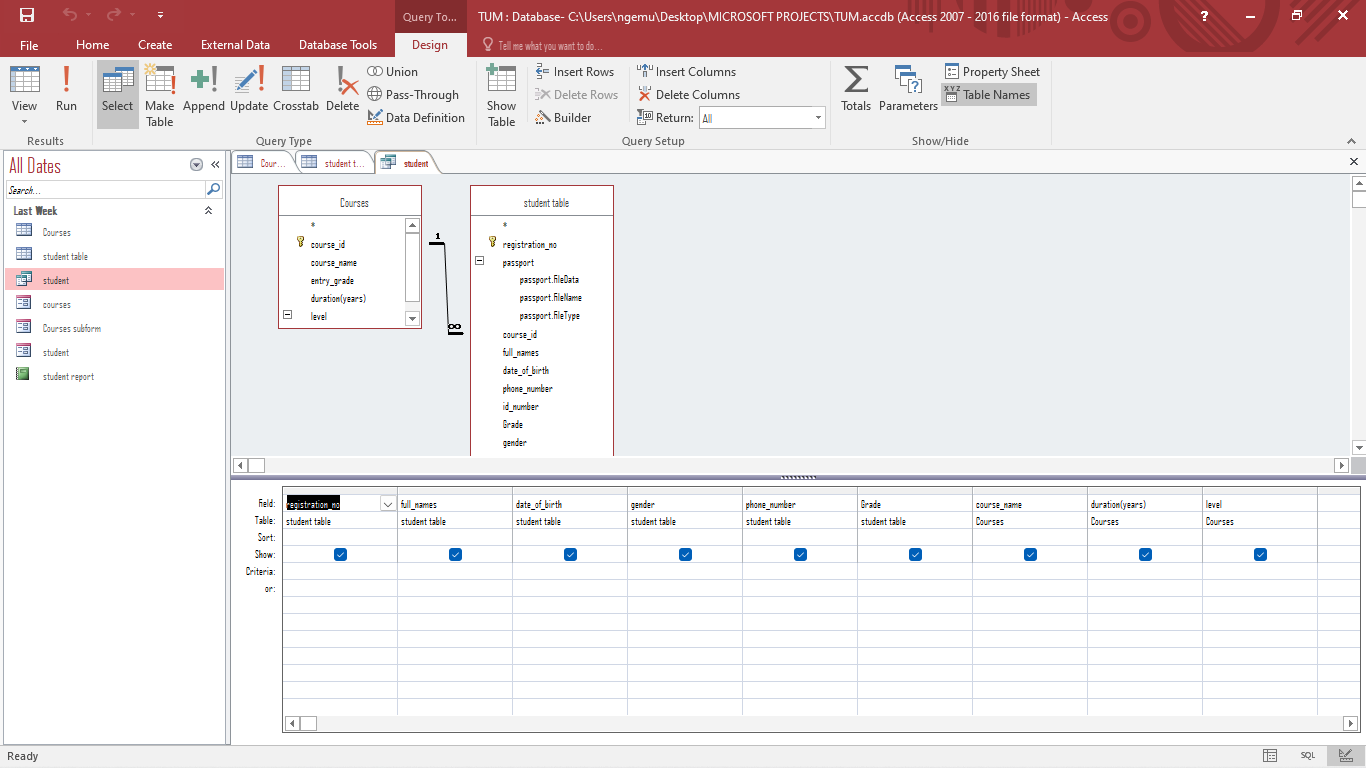 Query To... TUM : Database- C:\Users\ngemu\Desktop\MICROSOFT PROJECTS\TUM.accdb (Access 2007 - 2016 file format) - Access ?
File Home Create External Data Database Tools Design Tell me what you want to do...
View Run Select Make Table Append Update Crosstab Delete
Union
Pass-Through
Data Definition
Show Table
Insert Rows
Delete Rows
Builder
Insert Columns
Delete Columns
Return: All
Totals Parameters
Property Sheet
XYZ Table Names
Results Query Type Query Setup Show/Hide
All Dates
Search...
Last Week
Courses
student table
student
courses
Courses subform
student
student report
Cour... student t... student
Courses
*
course_id
course_name
entry_grade
duration(years)
level
1
∞
student table
*
registration_no
passport
passport.FileData
passport.FileName
passport.FileType
course_id
full_names
date_of_birth
phone_number
id_number
Grade
gender
Field: registration_no full_names date_of_birth gender phone_number Grade course_name duration(years) level
Table: student table student table student table student table student table student table Courses Courses Courses
Sort:
Show:
Criteria:
or:
Ready SQL